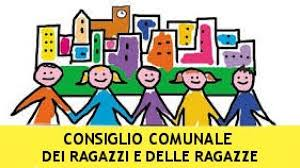 CONSIGLIO COMUNALE
DEI RAGAZZI E DELLE RAGAZZE